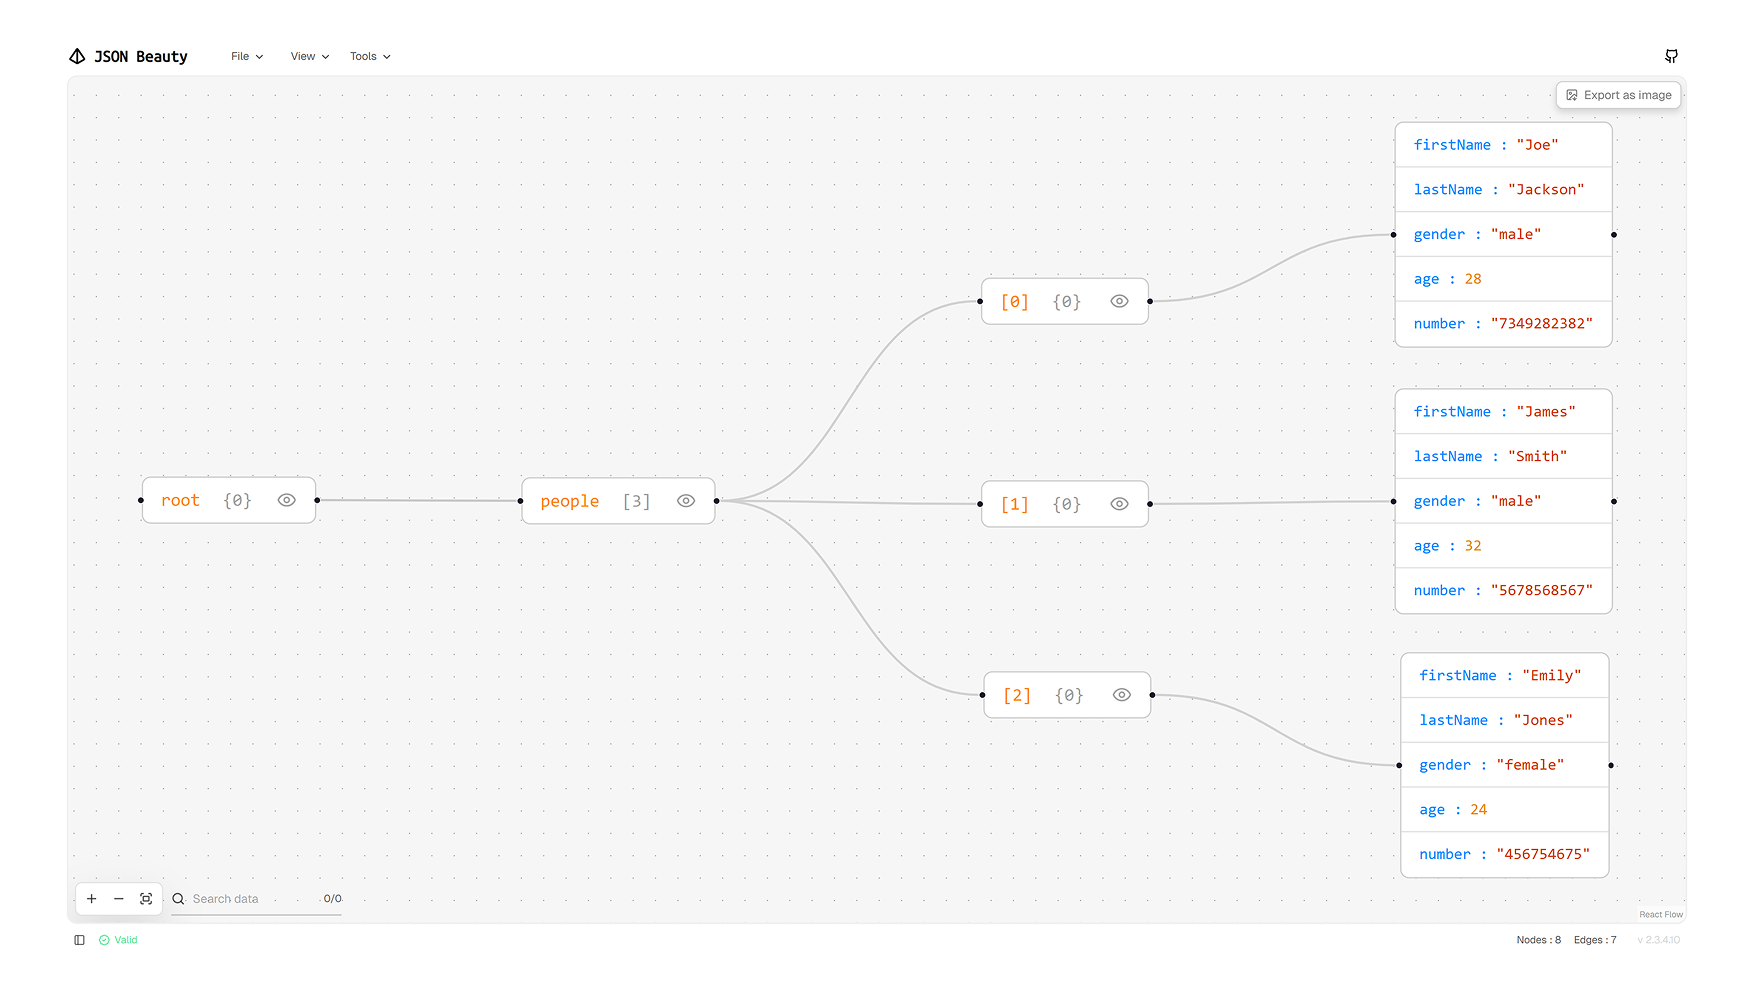 JSON Beauty
File
View
Tools
Export as image
firstName : "Joe"
lastName : "Jackson"
gender : "male"
age : 28
number : "7349282382"
[0] {0}
firstName : "James"
lastName : "Smith"
gender : "male"
age : 32
number : "5678568567"
root {0}
people [3]
[1] {0}
firstName : "Emily"
lastName : "Jones"
gender : "female"
age : 24
number : "456754675"
[2] {0}
Search data
0/0
React Flow
Valid
Nodes : 8
Edges : 7
v 2.3.4.10